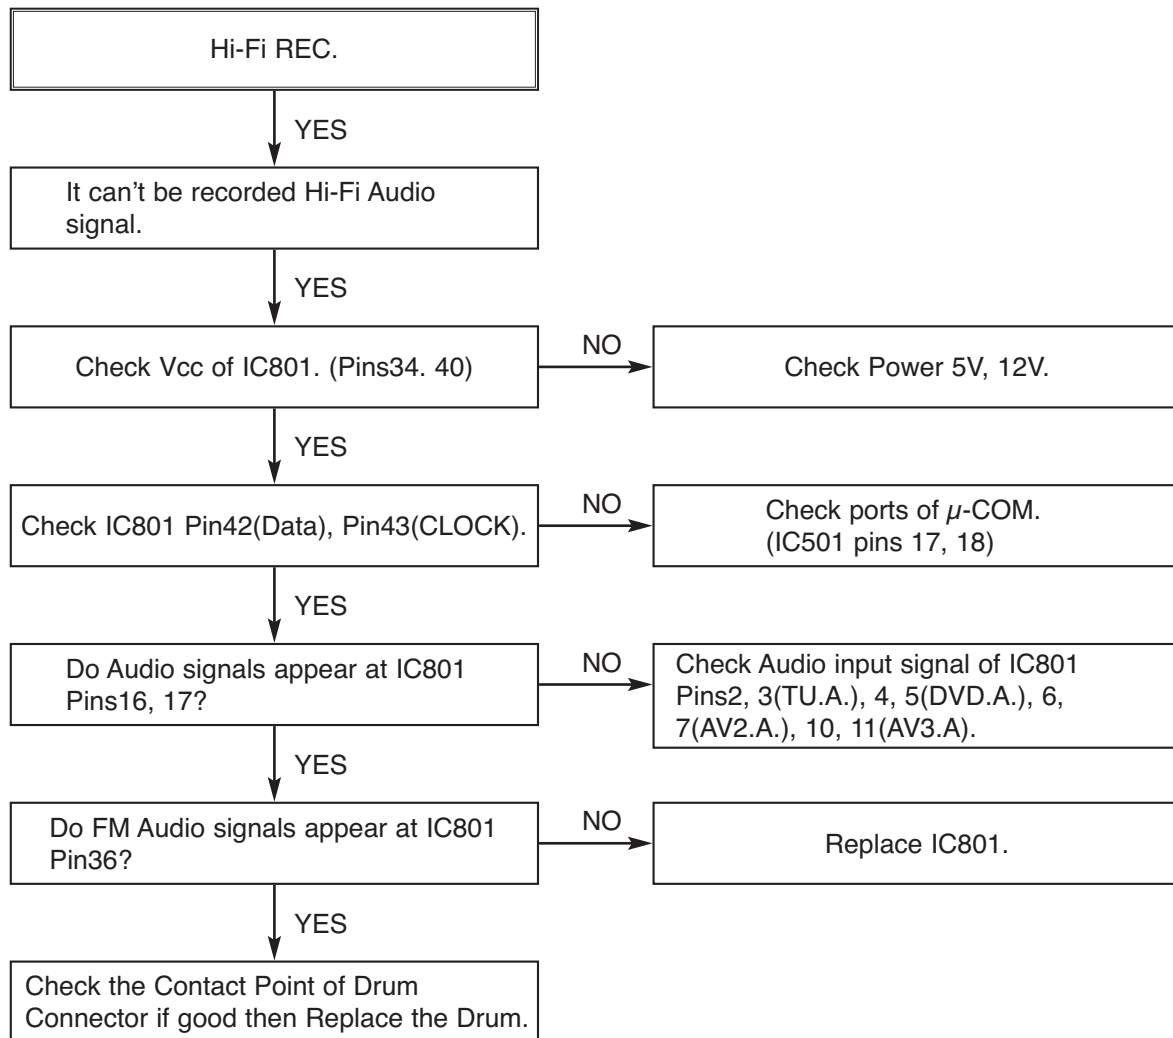 Hi-Fi REC.
YES
It can't be recorded Hi-Fi Audio
signal.
YES
Check Vcc of IC801. (Pins34. 40)
NO
Check Power 5V, 12V.
YES
Check IC801 Pin42(Data), Pin43(CLOCK).
NO
Check ports of µ-COM.
(IC501 pins 17, 18)
YES
Do Audio signals appear at IC801
Pins16, 17?
NO
Check Audio input signal of IC801
Pins2, 3(TU.A.), 4, 5(DVD.A.), 6,
7(AV2.A.), 10, 11(AV3.A).
YES
Do FM Audio signals appear at IC801
Pin36?
NO
Replace IC801.
YES
Check the Contact Point of Drum
Connector if good then Replace the Drum.